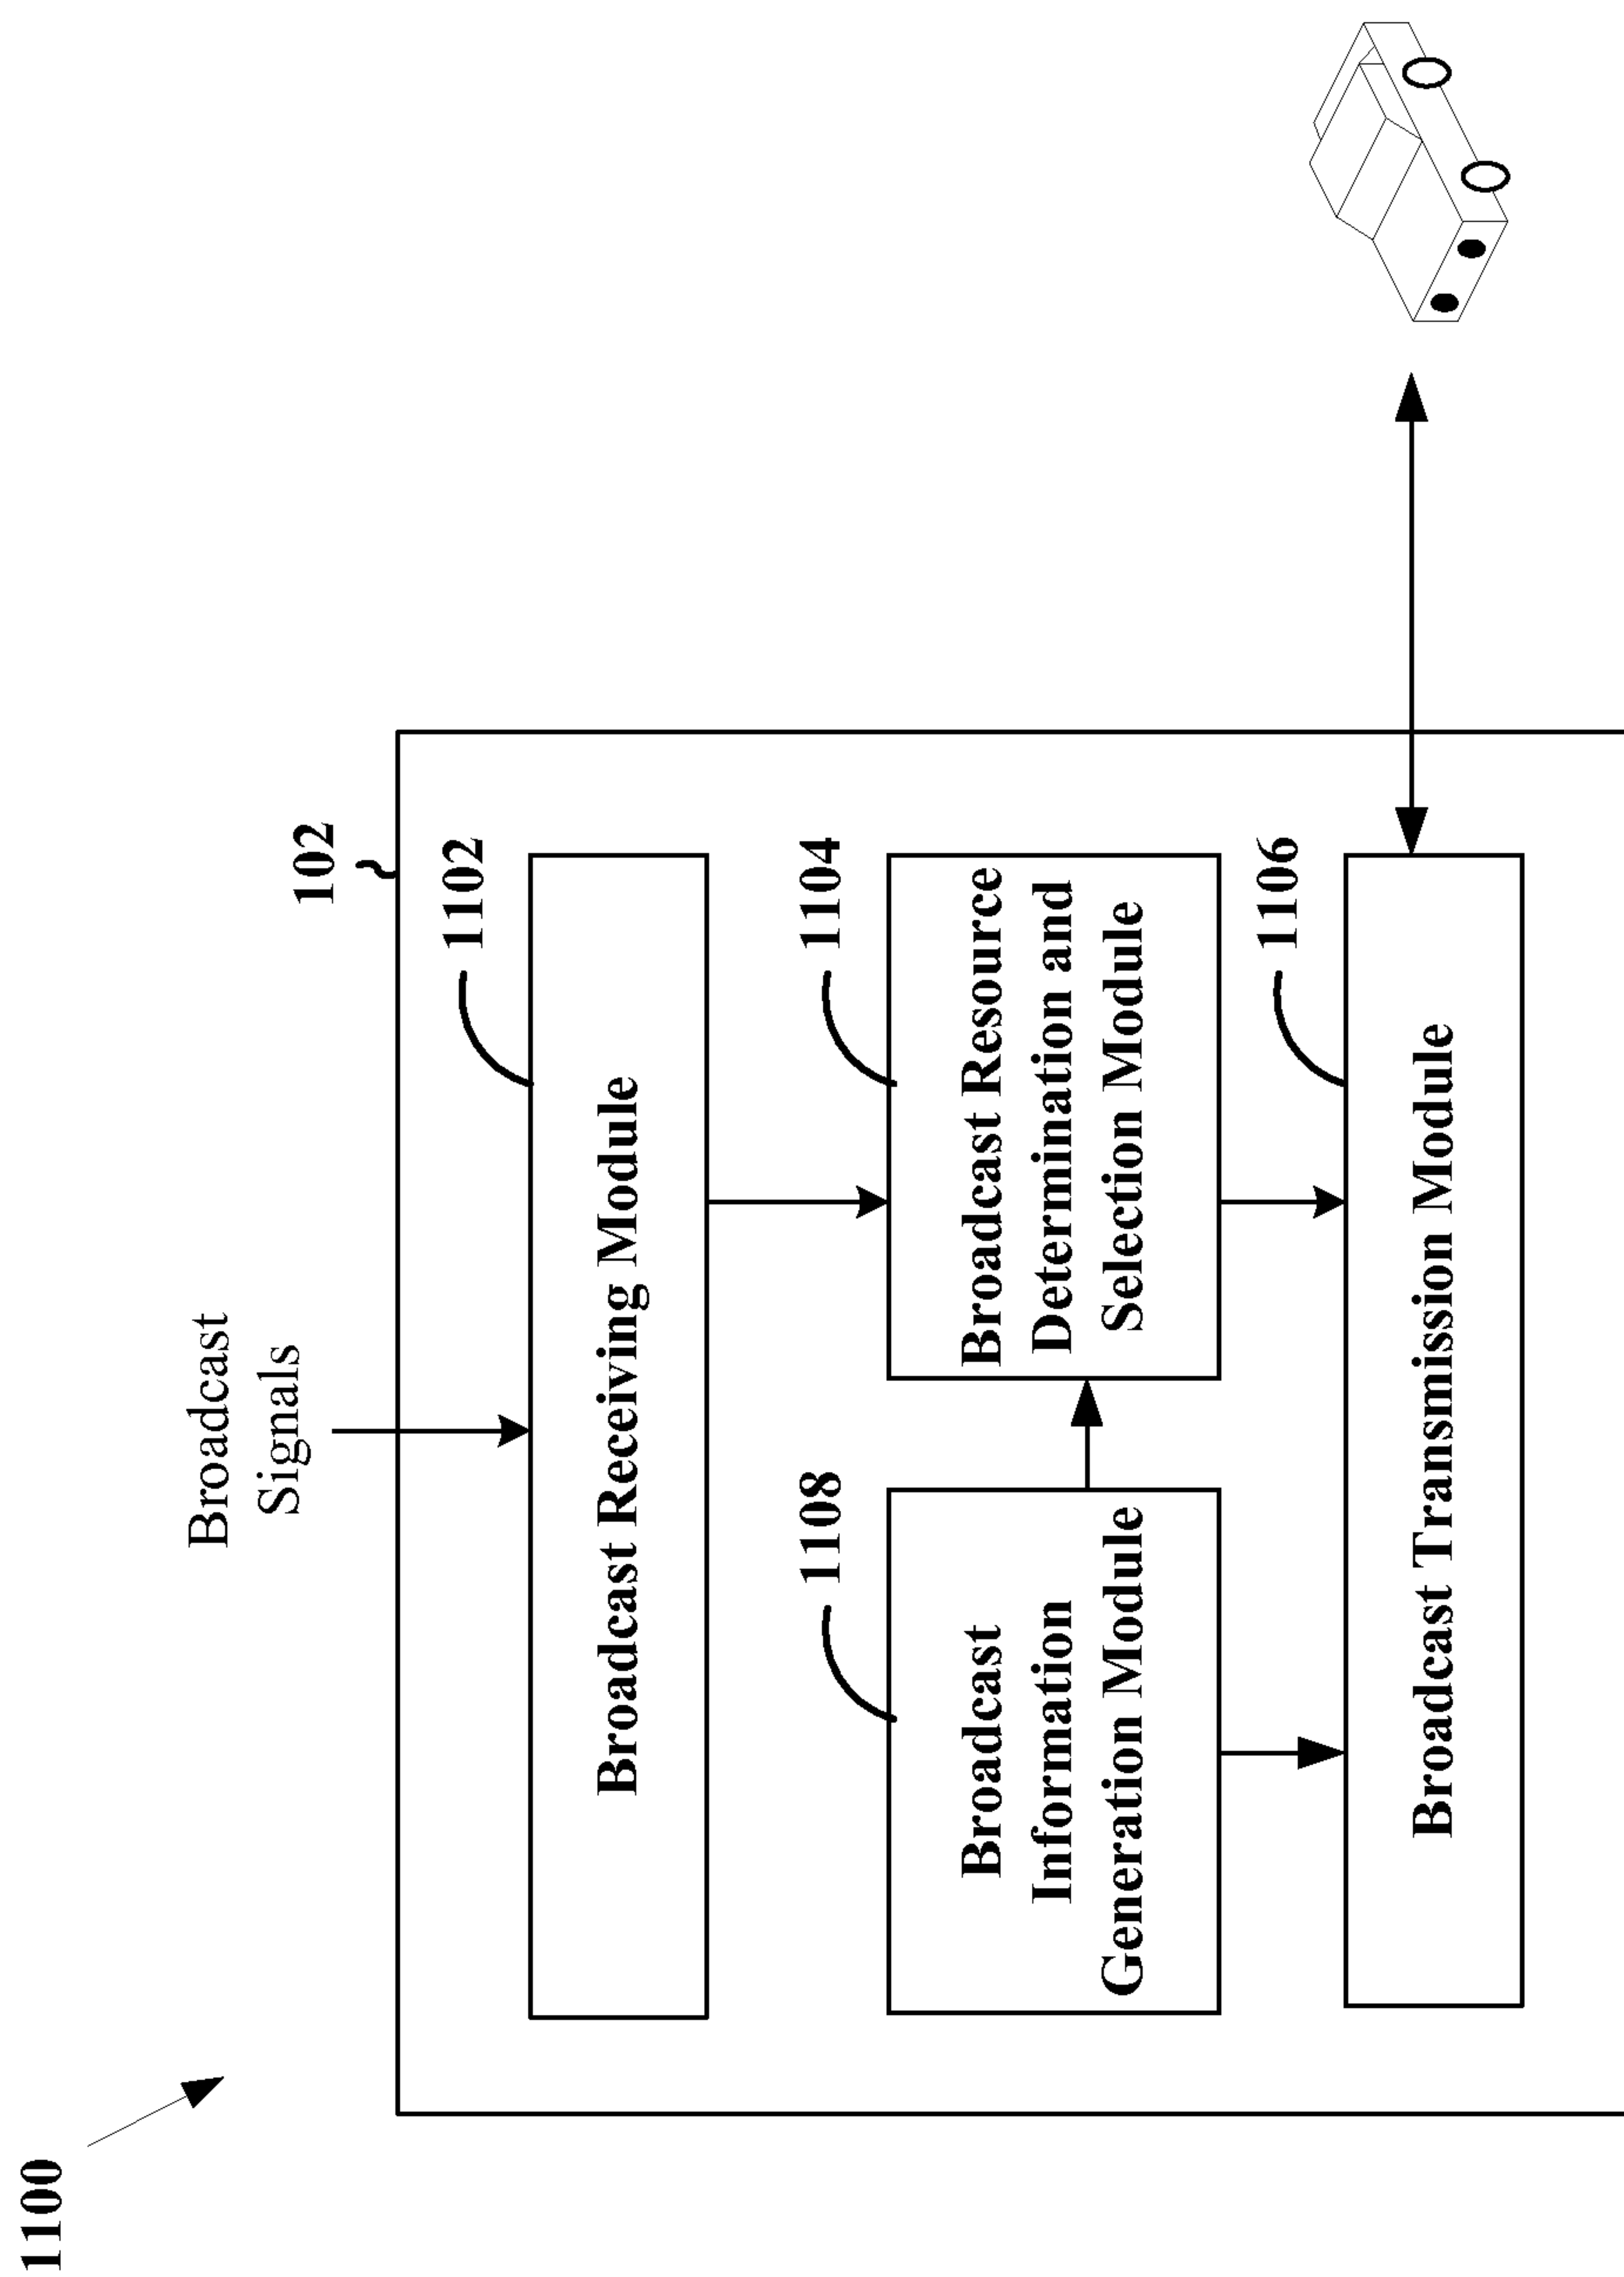 1100
Broadcast
Signals
102
1102
Broadcast Receiving Module
1108
1104
Broadcast
Information
Generation Module
Broadcast Resource
Determination and
Selection Module
1106
Broadcast Transmission Module